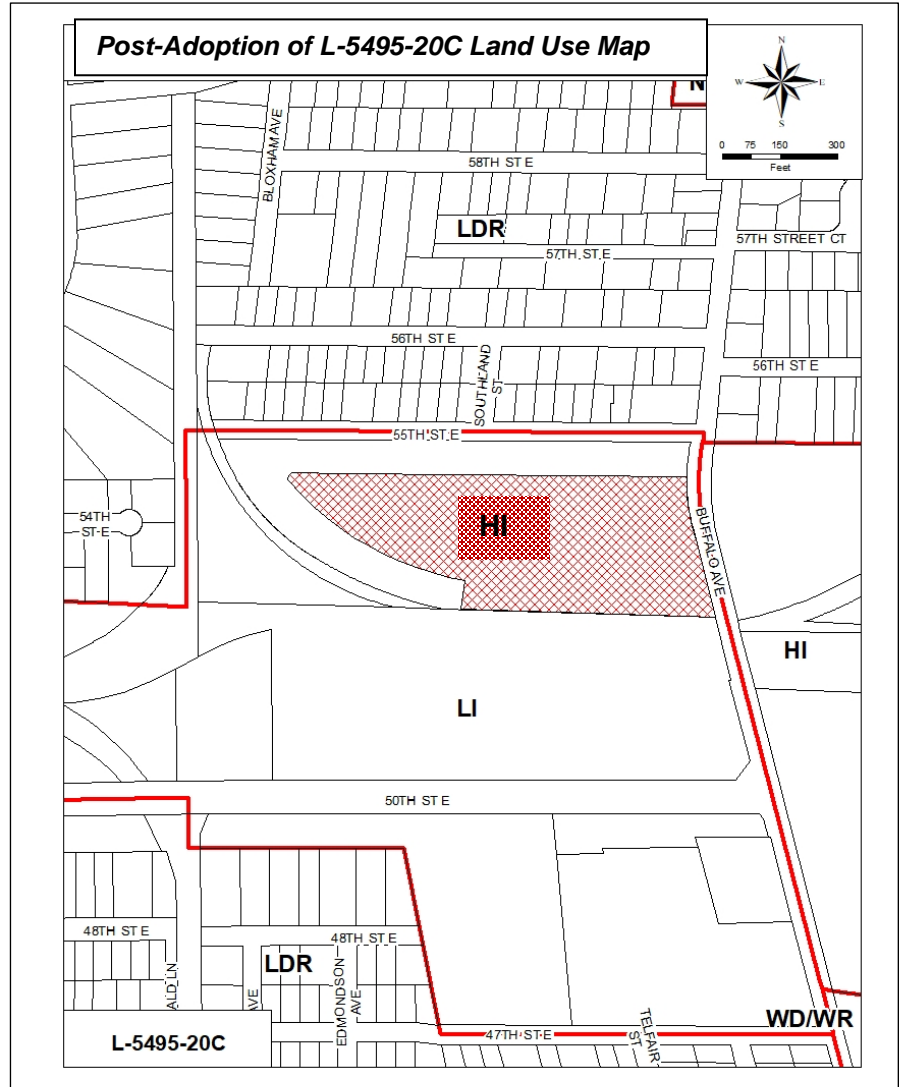 Post-Adoption of L-5495-20C Land Use Map
N
W
E
S
0 75 150 300
Feet
BLOXHAM AVE
58TH ST E
LDR
57TH STREET CT
57TH ST E
56TH ST E
SOUTHLAND
ST
56TH ST E
55TH ST E
54TH
ST E
HI
BUFFALO AVE
HI
LI
50TH ST E
48TH ST E
48TH ST E
LDR
ALD LN
AVE
EDMONDSON
AVE
TELFAIR
ST
WD/WR
47TH ST E
L-5495-20C